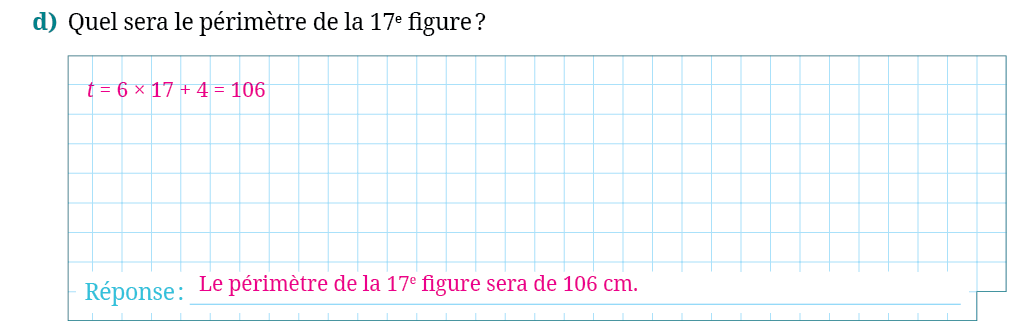 d) Quel sera le périmètre de la 17ᵉ figure ?
t = 6 × 17 + 4 = 106
Réponse : Le périmètre de la 17ᵉ figure sera de 106 cm.